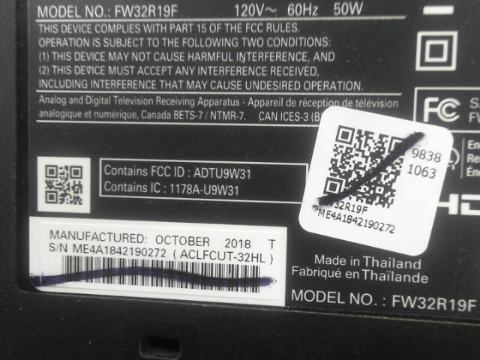 MODEL NO. : FW32R19F 120V~ 60Hz 50W
THIS DEVICE COMPLIES WITH PART 15 OF THE FCC RULES.
OPERATION IS SUBJECT TO THE FOLLOWING TWO CONDITIONS:
(1) THIS DEVICE MAY NOT CAUSE HARMFUL INTERFERENCE, AND
(2) THIS DEVICE MUST ACCEPT ANY INTERFERENCE RECEIVED,
INCLUDING INTERFERENCE THAT MAY CAUSE UNDESIRED OPERATION.
Analog and Digital Television Receiving Apparatus - Appareil de réception de télévision
analogique et numérique, Canada BETS-7 / NTMR-7. CAN ICES-3 (B
FC
Contains FCC ID : ADTU9W31
Contains IC : 1178A-U9W31
9838
1063
FW32R19F
ME4A1842190272
MANUFACTURED: OCTOBER 2018 T
S/N ME4A1842190272 ( ACLFCUT-32HL )
Made in Thailand
Fabriqué en Thaïlande
MODEL NO. : FW32R19F